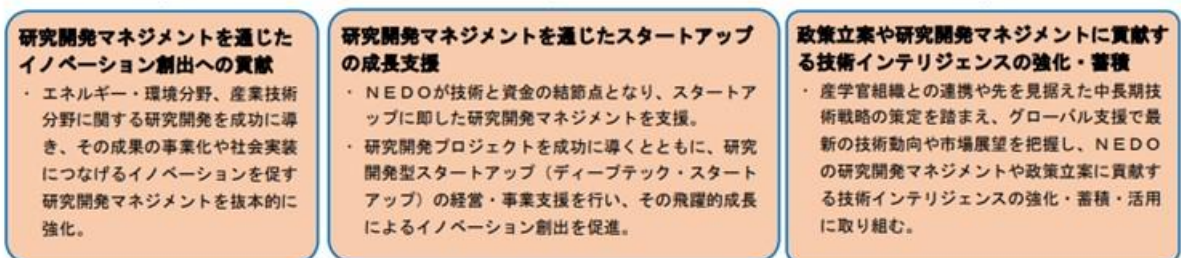 研究開発マネジメントを通じた
イノベーション創出への貢献
・ エネルギー・環境分野、産業技術
分野に関する研究開発を成功に導
き、その成果の事業化や社会実装
につなげるイノベーションを促す
研究開発マネジメントを抜本的に
強化。
研究開発マネジメントを通じたスタートアップ
の成長支援
・ ＮＥＤＯが技術と資金の結節点となり、スタートア
ップに即した研究開発マネジメントを支援。
・ 研究開発プロジェクトを成功に導くとともに、研究
開発型スタートアップ（ディープテック・スタート
アップ）の経営・事業支援を行い、その飛躍的成長
によるイノベーション創出を促進。
政策立案や研究開発マネジメントに貢献す
る技術インテリジェンスの強化・蓄積
・ 産学官組織との連携や先を見据えた中長期技
術戦略の策定を踏まえ、グローバル支援で最
新の技術動向や市場展望を把握し、ＮＥＤＯ
の研究開発マネジメントや政策立案に貢献す
る技術インテリジェンスの強化・蓄積・活用
に取り組む。